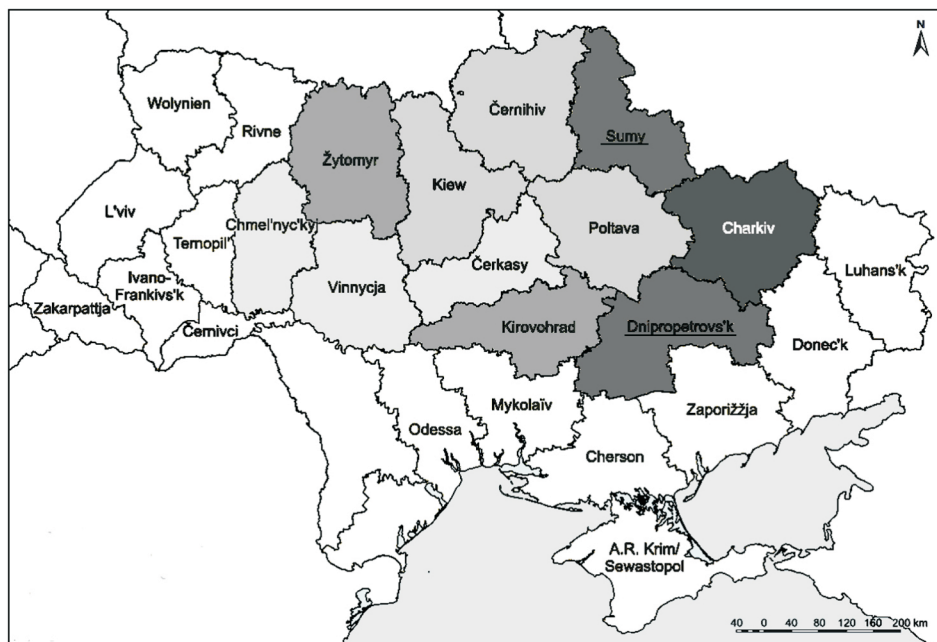 N
Wolynien
Rivne
Žytomyr
Kiew
Černihiv
Sumy
L'viv
Ternopil'
Chmel'nyc'kyj
Vinnycja
Čerkasy
Poltava
Charkiv
Luhans'k
Zakarpattja
Ivano-
Frankivs'k
Černivci
Kirovohrad
Dnipropetrovs'k
Donec'k
Odessa
Mykolaïv
Cherson
Zaporižžja
A.R. Krim/
Sewastopol
40 0 40 80 120 160 200 km